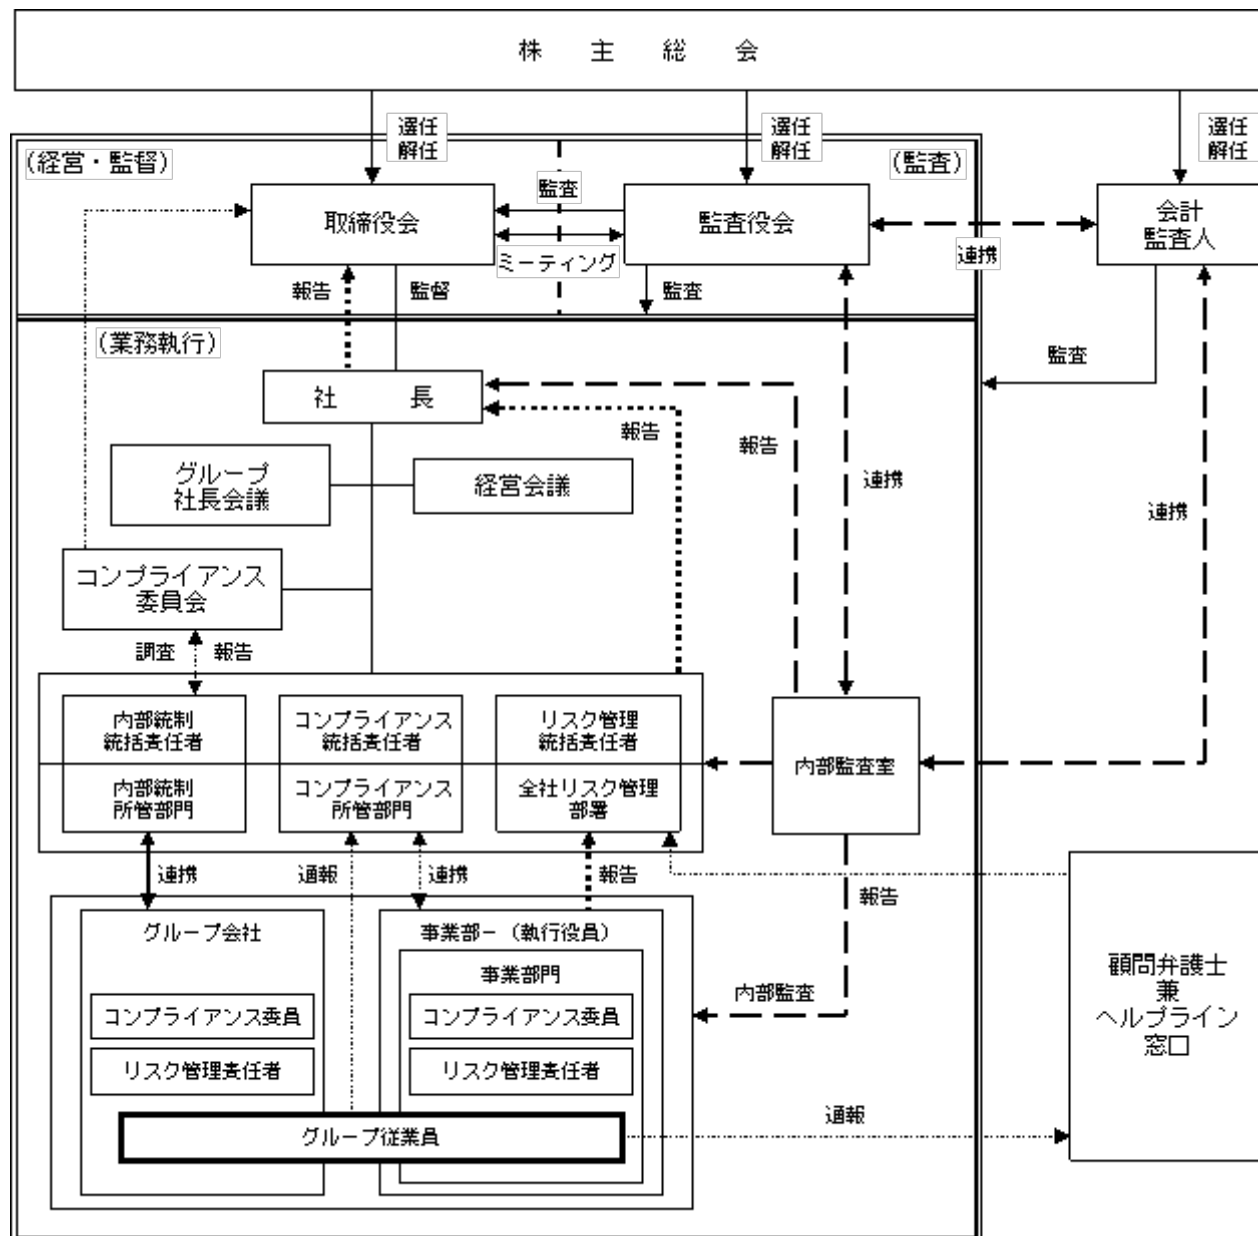 株 主 総 会
選任
解任
選任
解任
選任
解任
(経営・監督)
(監査)
監査
取締役会
監査役会
会計
監査人
連携
ミーティング
報告
監督
監査
(業務執行)
監査
社 長
報告
報告
グループ
社長会議
経営会議
連携
連携
コンプライアンス
委員会
調査
報告
内部統制
統括責任者
コンプライアンス
統括責任者
リスク管理
統括責任者
内部統制
所管部門
コンプライアンス
所管部門
全社リスク管理
部署
内部監査室
連携
通報
連携
報告
報告
グループ会社
事業部-(執行役員)
事業部門
内部監査
コンプライアンス委員
コンプライアンス委員
リスク管理責任者
リスク管理責任者
グループ従業員
通報
顧問弁護士
兼
ヘルプライン
窓口